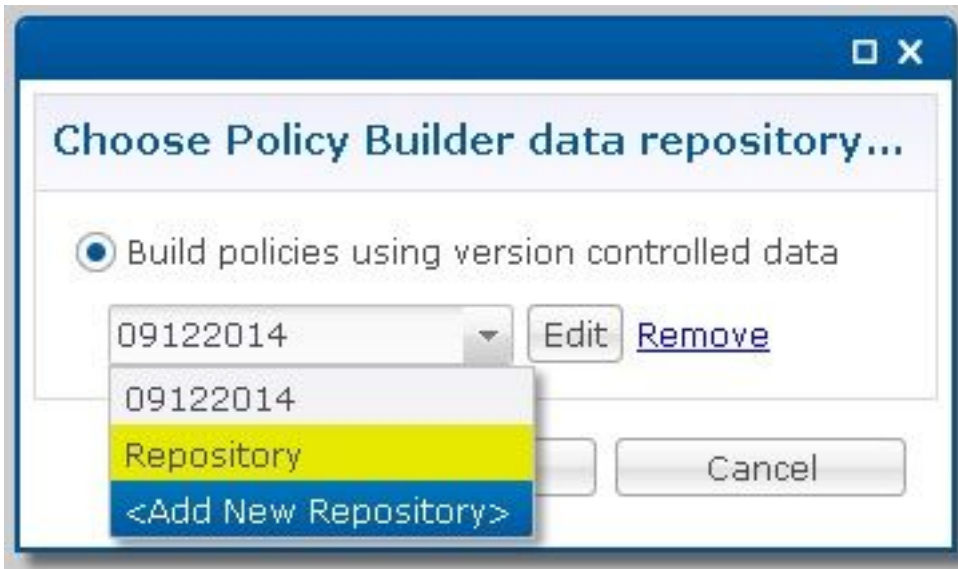 Choose Policy Builder data repository...
Build policies using version controlled data
09122014
Edit Remove
09122014
Repository
<Add New Repository>
Cancel